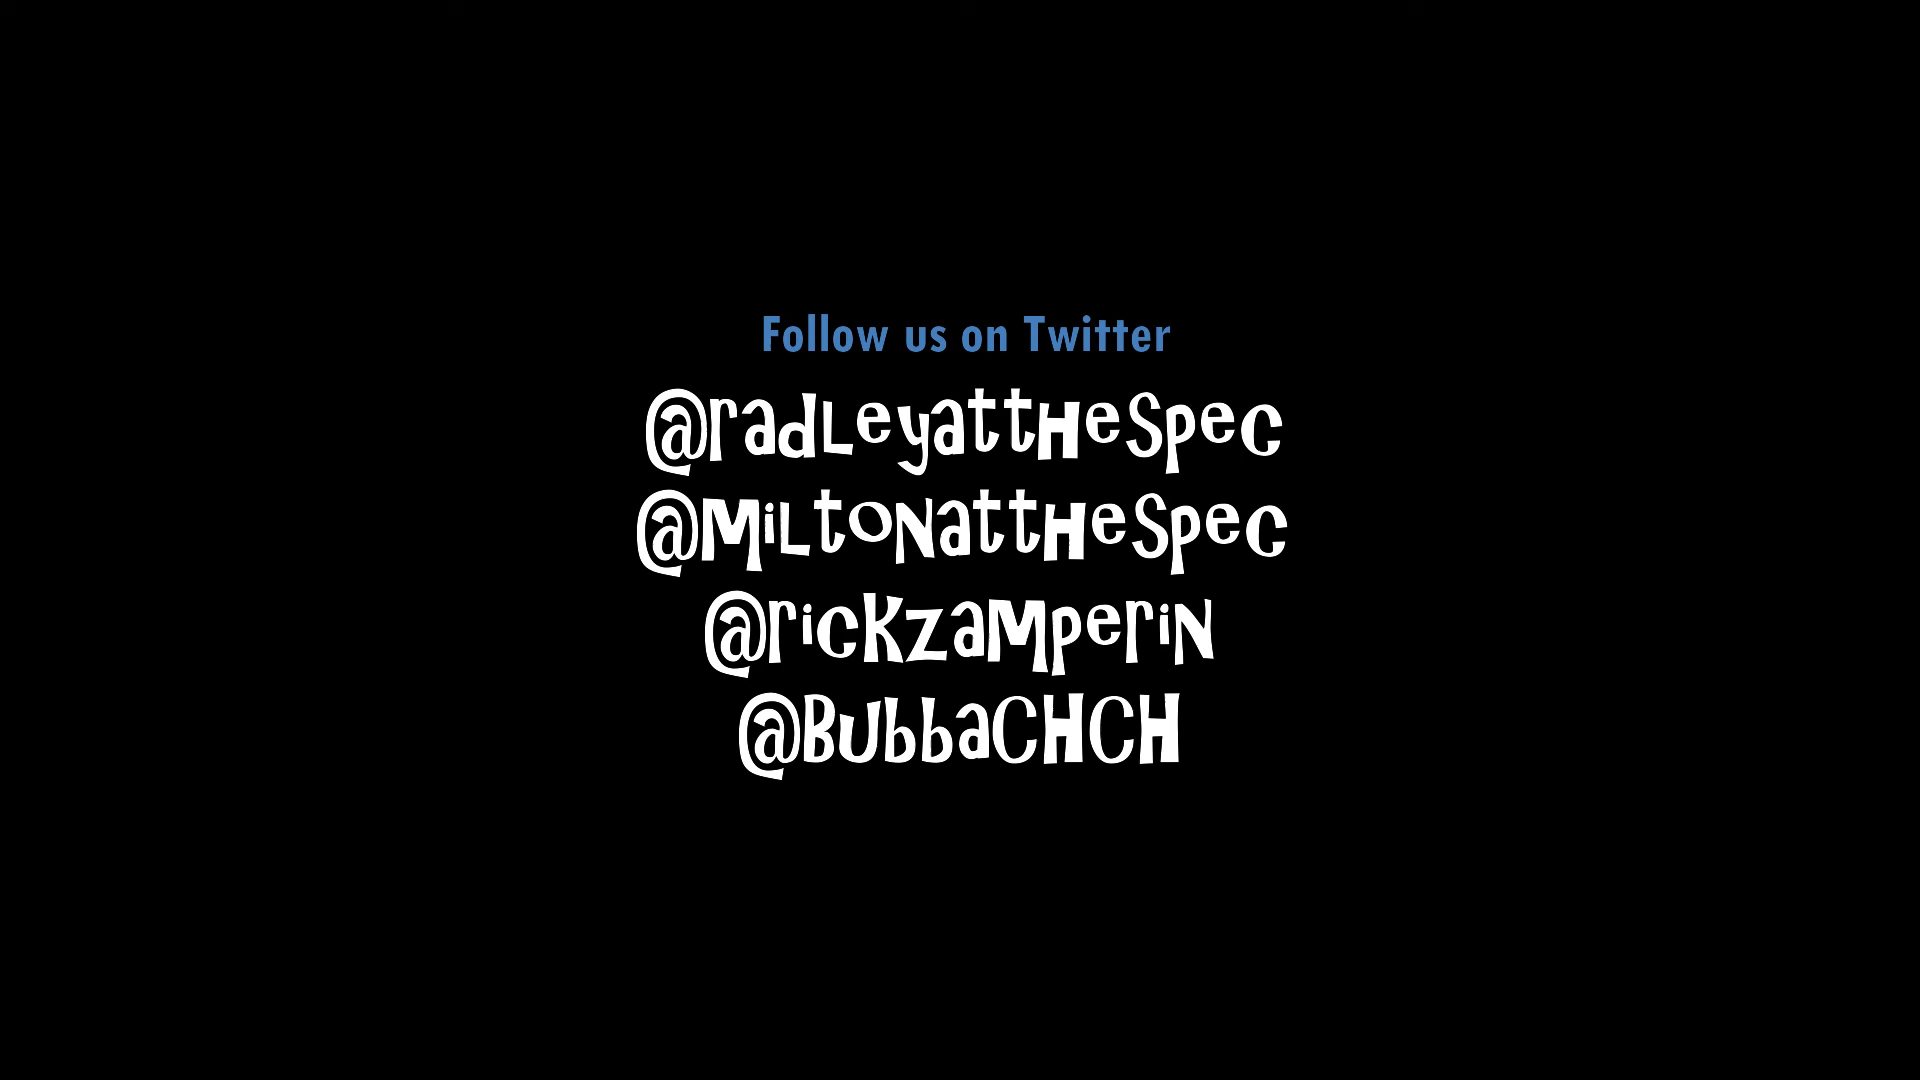 Follow us on Twitter
@radleyattheSpec
@MiltonattheSpec
@rickzamperin
@BubbaCHCH